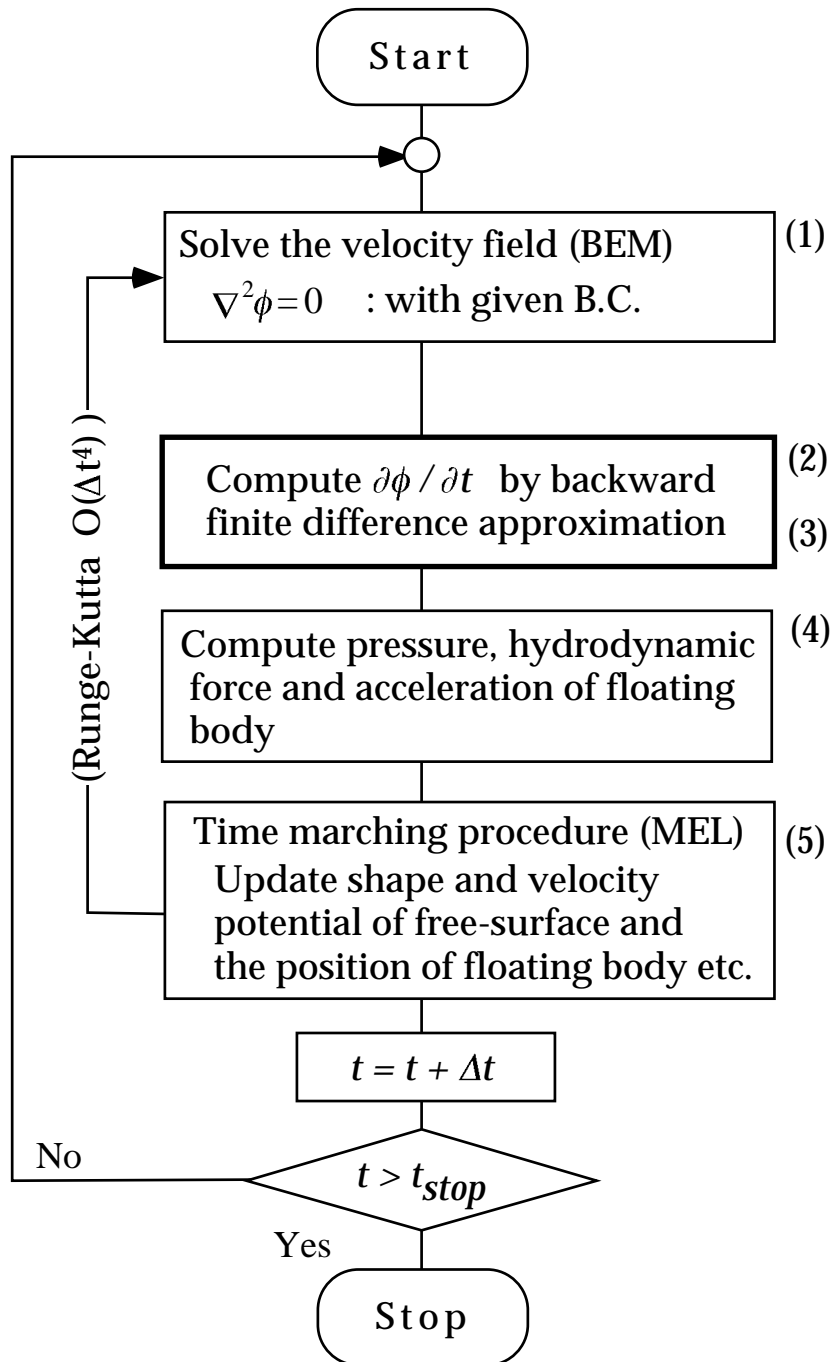 Start
Solve the velocity field (BEM) (1)
∇²ϕ=0 : with given B.C.
Compute ∂ϕ / ∂t by backward (2)
finite difference approximation (3)
Compute pressure, hydrodynamic (4)
force and acceleration of floating
body
(Runge-Kutta O(Δt⁴) )
Time marching procedure (MEL) (5)
Update shape and velocity
potential of free-surface and
the position of floating body etc.
t = t + Δt
No
t > t_stop
Yes
Stop